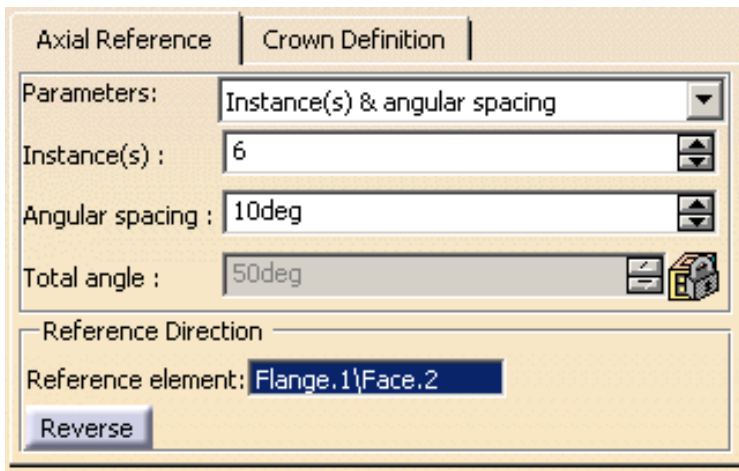 Axial Reference Crown Definition
Parameters: Instance(s) & angular spacing
Instance(s) : 6
Angular spacing : 10deg
Total angle : 50deg
Reference Direction
Reference element: Flange.1\Face.2
Reverse